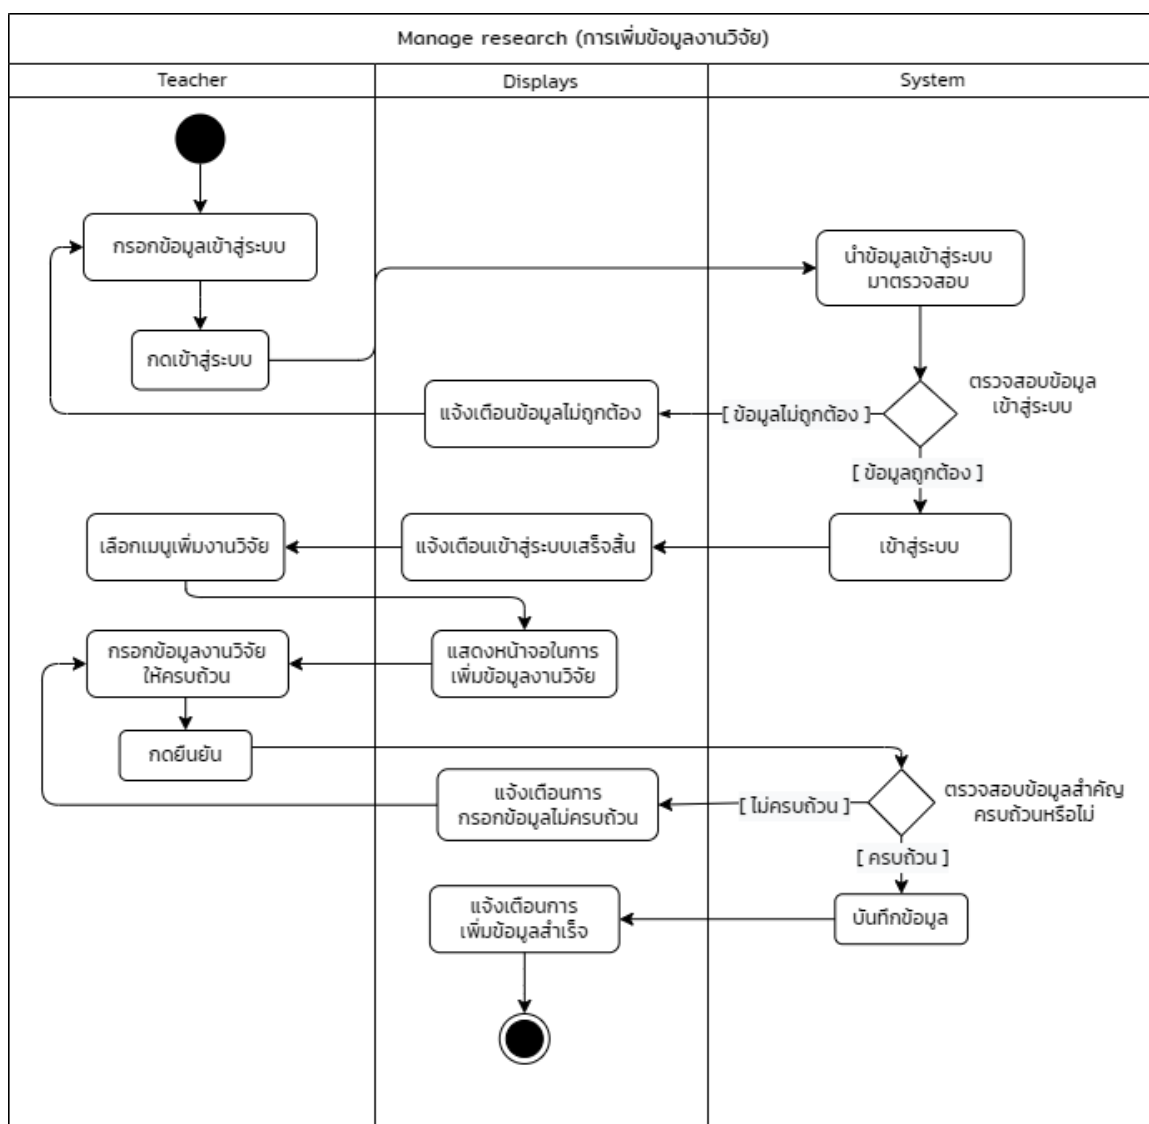 Manage research (การเพิ่มข้อมูลงานวิจัย)
Teacher
Displays
System
กรอกข้อมูลเข้าสู่ระบบ
นำข้อมูลเข้าสู่ระบบ
มาตรวจสอบ
กดเข้าสู่ระบบ
ตรวจสอบข้อมูล
เข้าสู่ระบบ
แจ้งเตือนข้อมูลไม่ถูกต้อง
[ ข้อมูลไม่ถูกต้อง ]
[ ข้อมูลถูกต้อง ]
เลือกเมนูเพิ่มงานวิจัย
แจ้งเตือนเข้าสู่ระบบเสร็จสิ้น
เข้าสู่ระบบ
กรอกข้อมูลงานวิจัย
ให้ครบถ้วน
แสดงหน้าจอในการ
เพิ่มข้อมูลงานวิจัย
กดยืนยัน
แจ้งเตือนการ
กรอกข้อมูลไม่ครบถ้วน
[ ไม่ครบถ้วน ]
ตรวจสอบข้อมูลสำคัญ
ครบถ้วนหรือไม่
[ ครบถ้วน ]
แจ้งเตือนการ
เพิ่มข้อมูลสำเร็จ
บันทึกข้อมูล